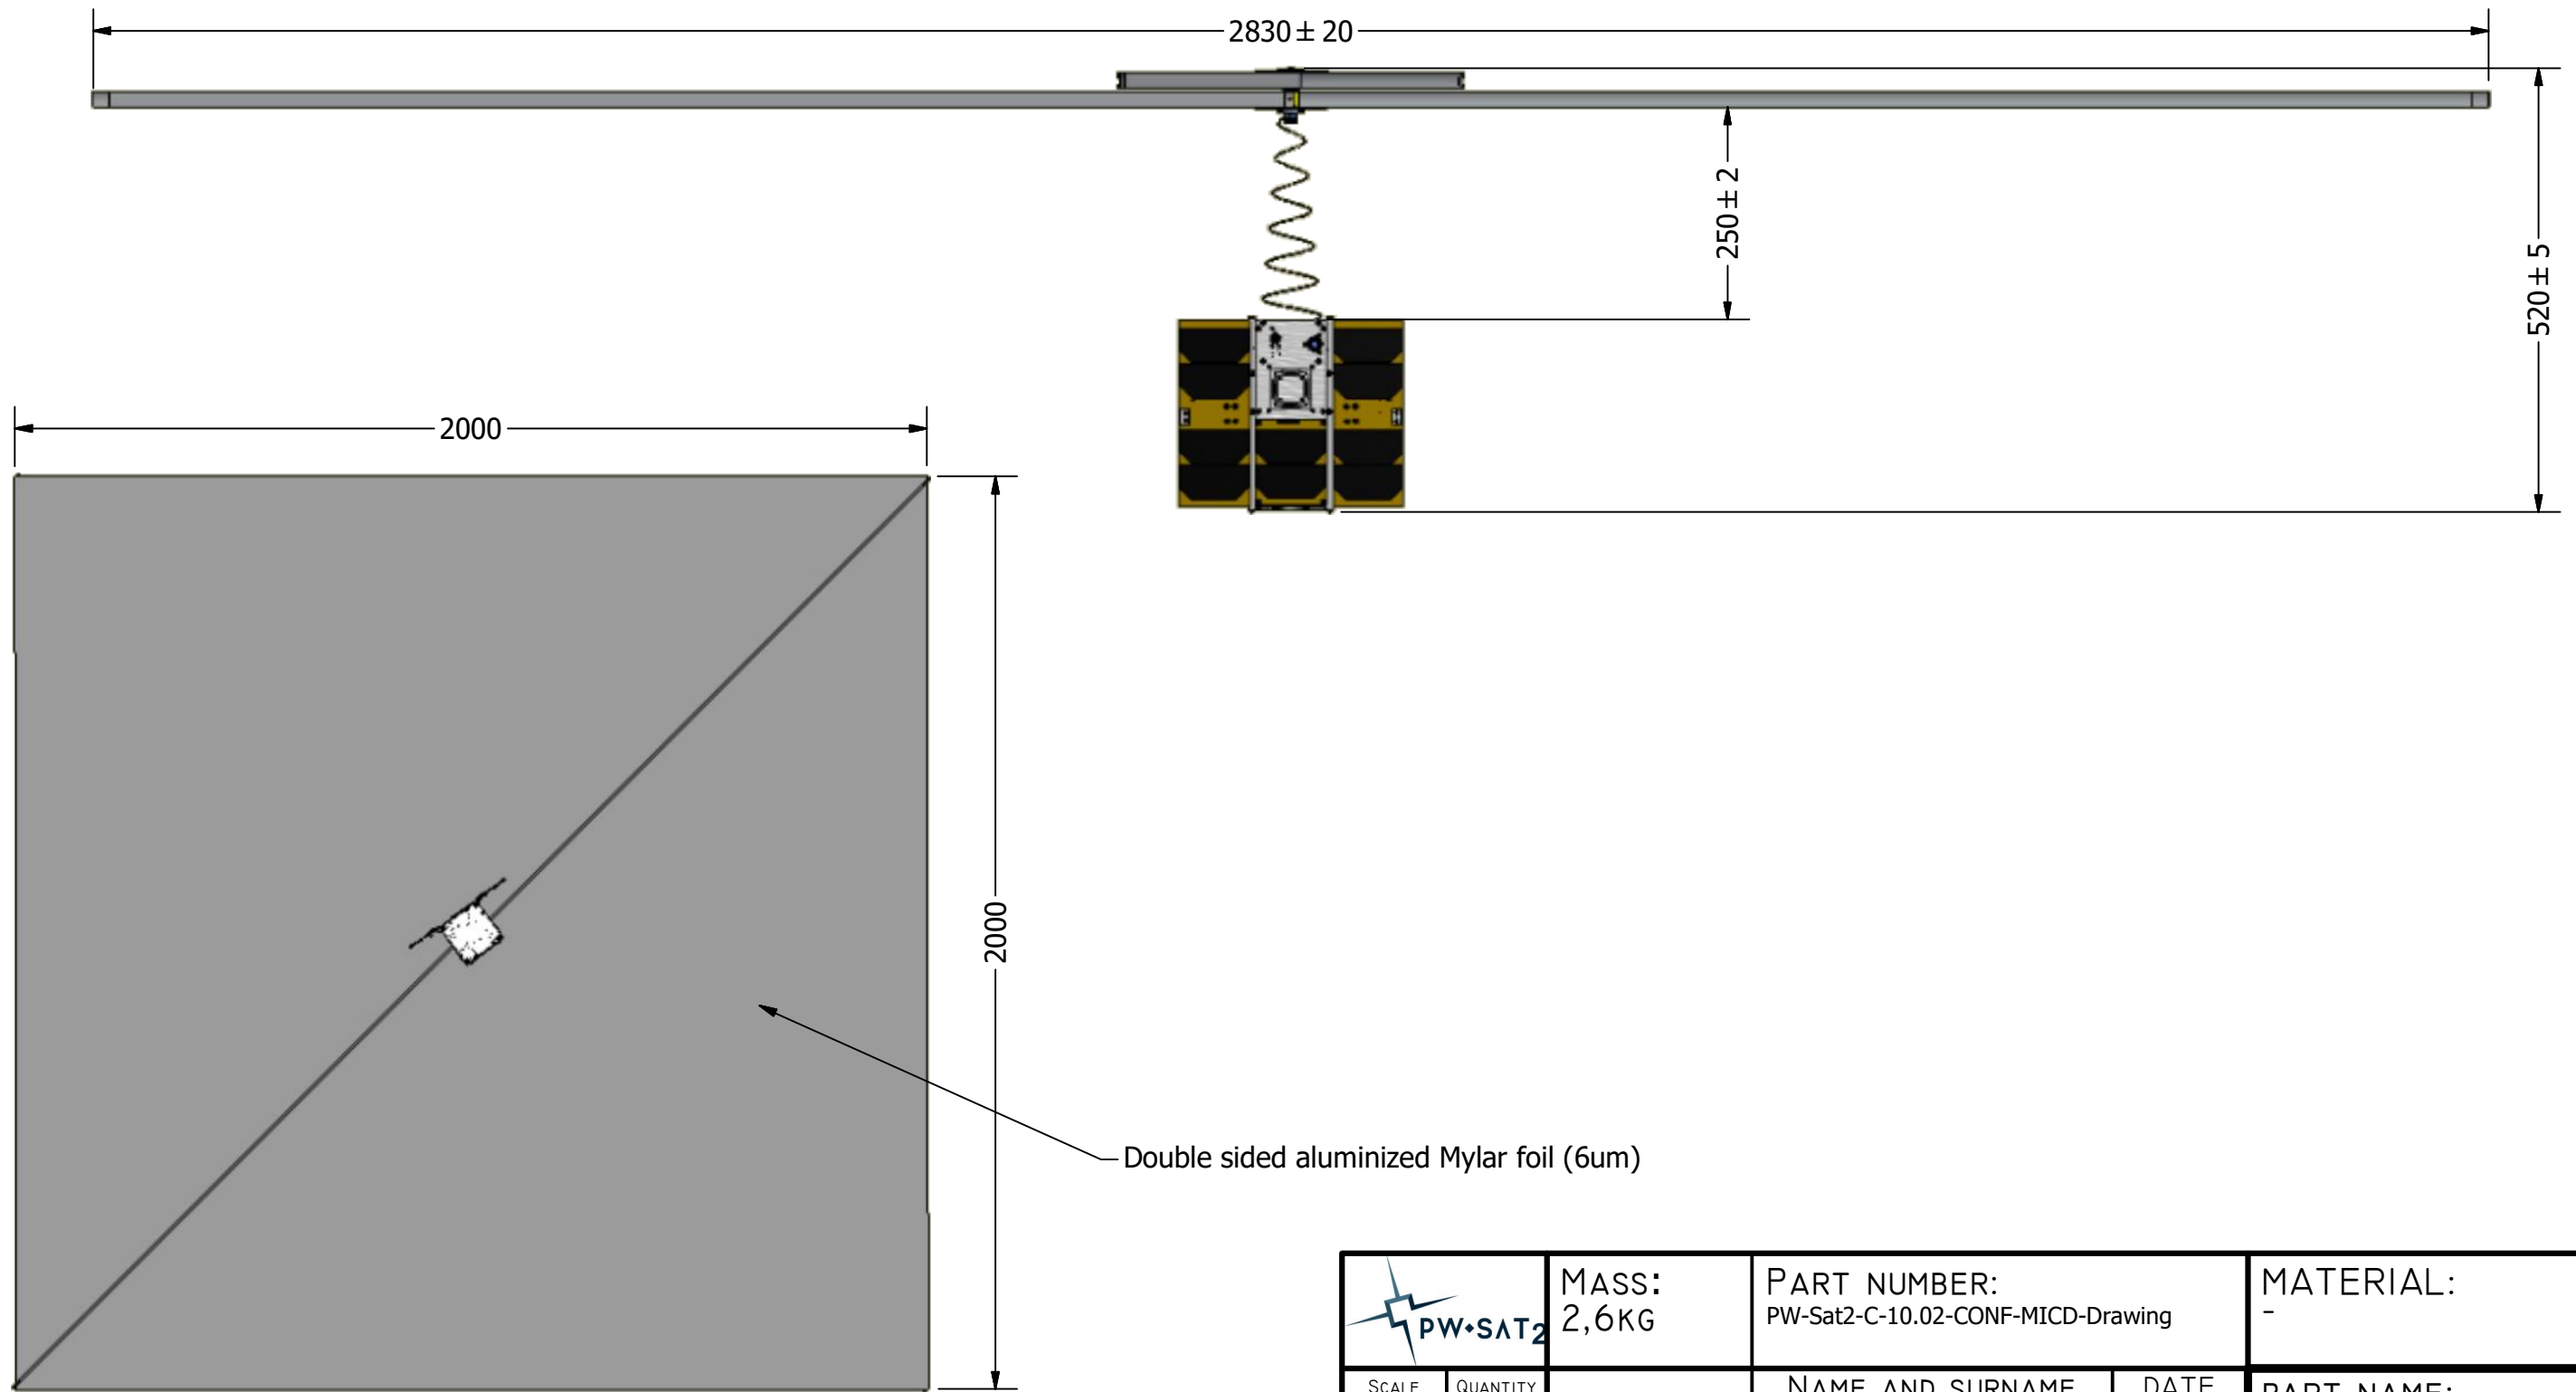 2830 ± 20
250 ± 2
520 ± 5
2000
2000
Double sided aluminized Mylar foil (6um)
PW•SAT2
MASS:
2,6KG
PART NUMBER:
PW-Sat2-C-10.02-CONF-MICD-Drawing
MATERIAL:
-
SCALE
QUANTITY
NAME AND SURNAME
DATE
PART NAME: